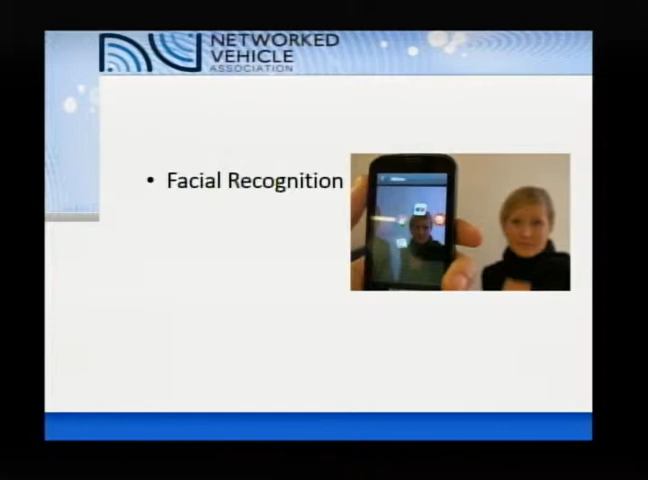 NETWORKED
VEHICLE
ASSOCIATION
• Facial Recognition